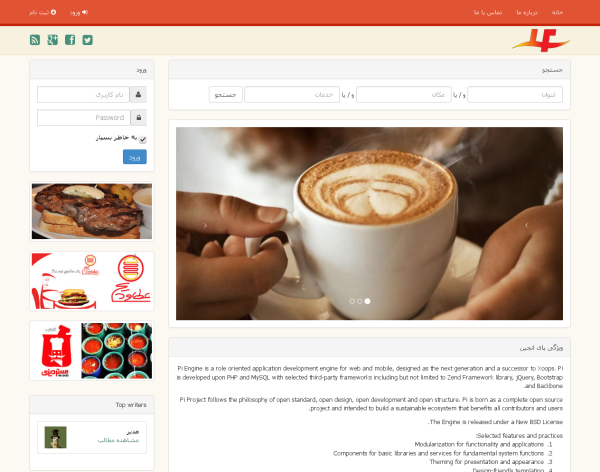 خانه درباره ما تماس با ما
ورود ثبت نام
جستجو
عنوان و / یا مکان و / یا خدمات جستجو
ورود
نام کاربری
Password
به خاطر بسپار
ورود
Top writers
مدیر
مشاهده مطالب
ویژگی پای انجین
Pi Engine is a role oriented application development engine for web and mobile, designed as the next generation and a successor to Xoops. Pi
is developed upon PHP and MySQL with selected third-party frameworks including but not limited to Zend Framework library, jQuery, Bootstrap
and Backbone
Pi Project follows the philosophy of open standard, open design, open development and open structure. Pi is born as a complete open source
project and intended to build a sustainable ecosystem that benefits all contributors and users.
The Engine is released under a New BSD License.
Selected features and practices:
1. Modularization for functionality and applications
2. Components for basic libraries and services for fundamental system functions
3. Theming for presentation and appearance
4. Design-friendly templating